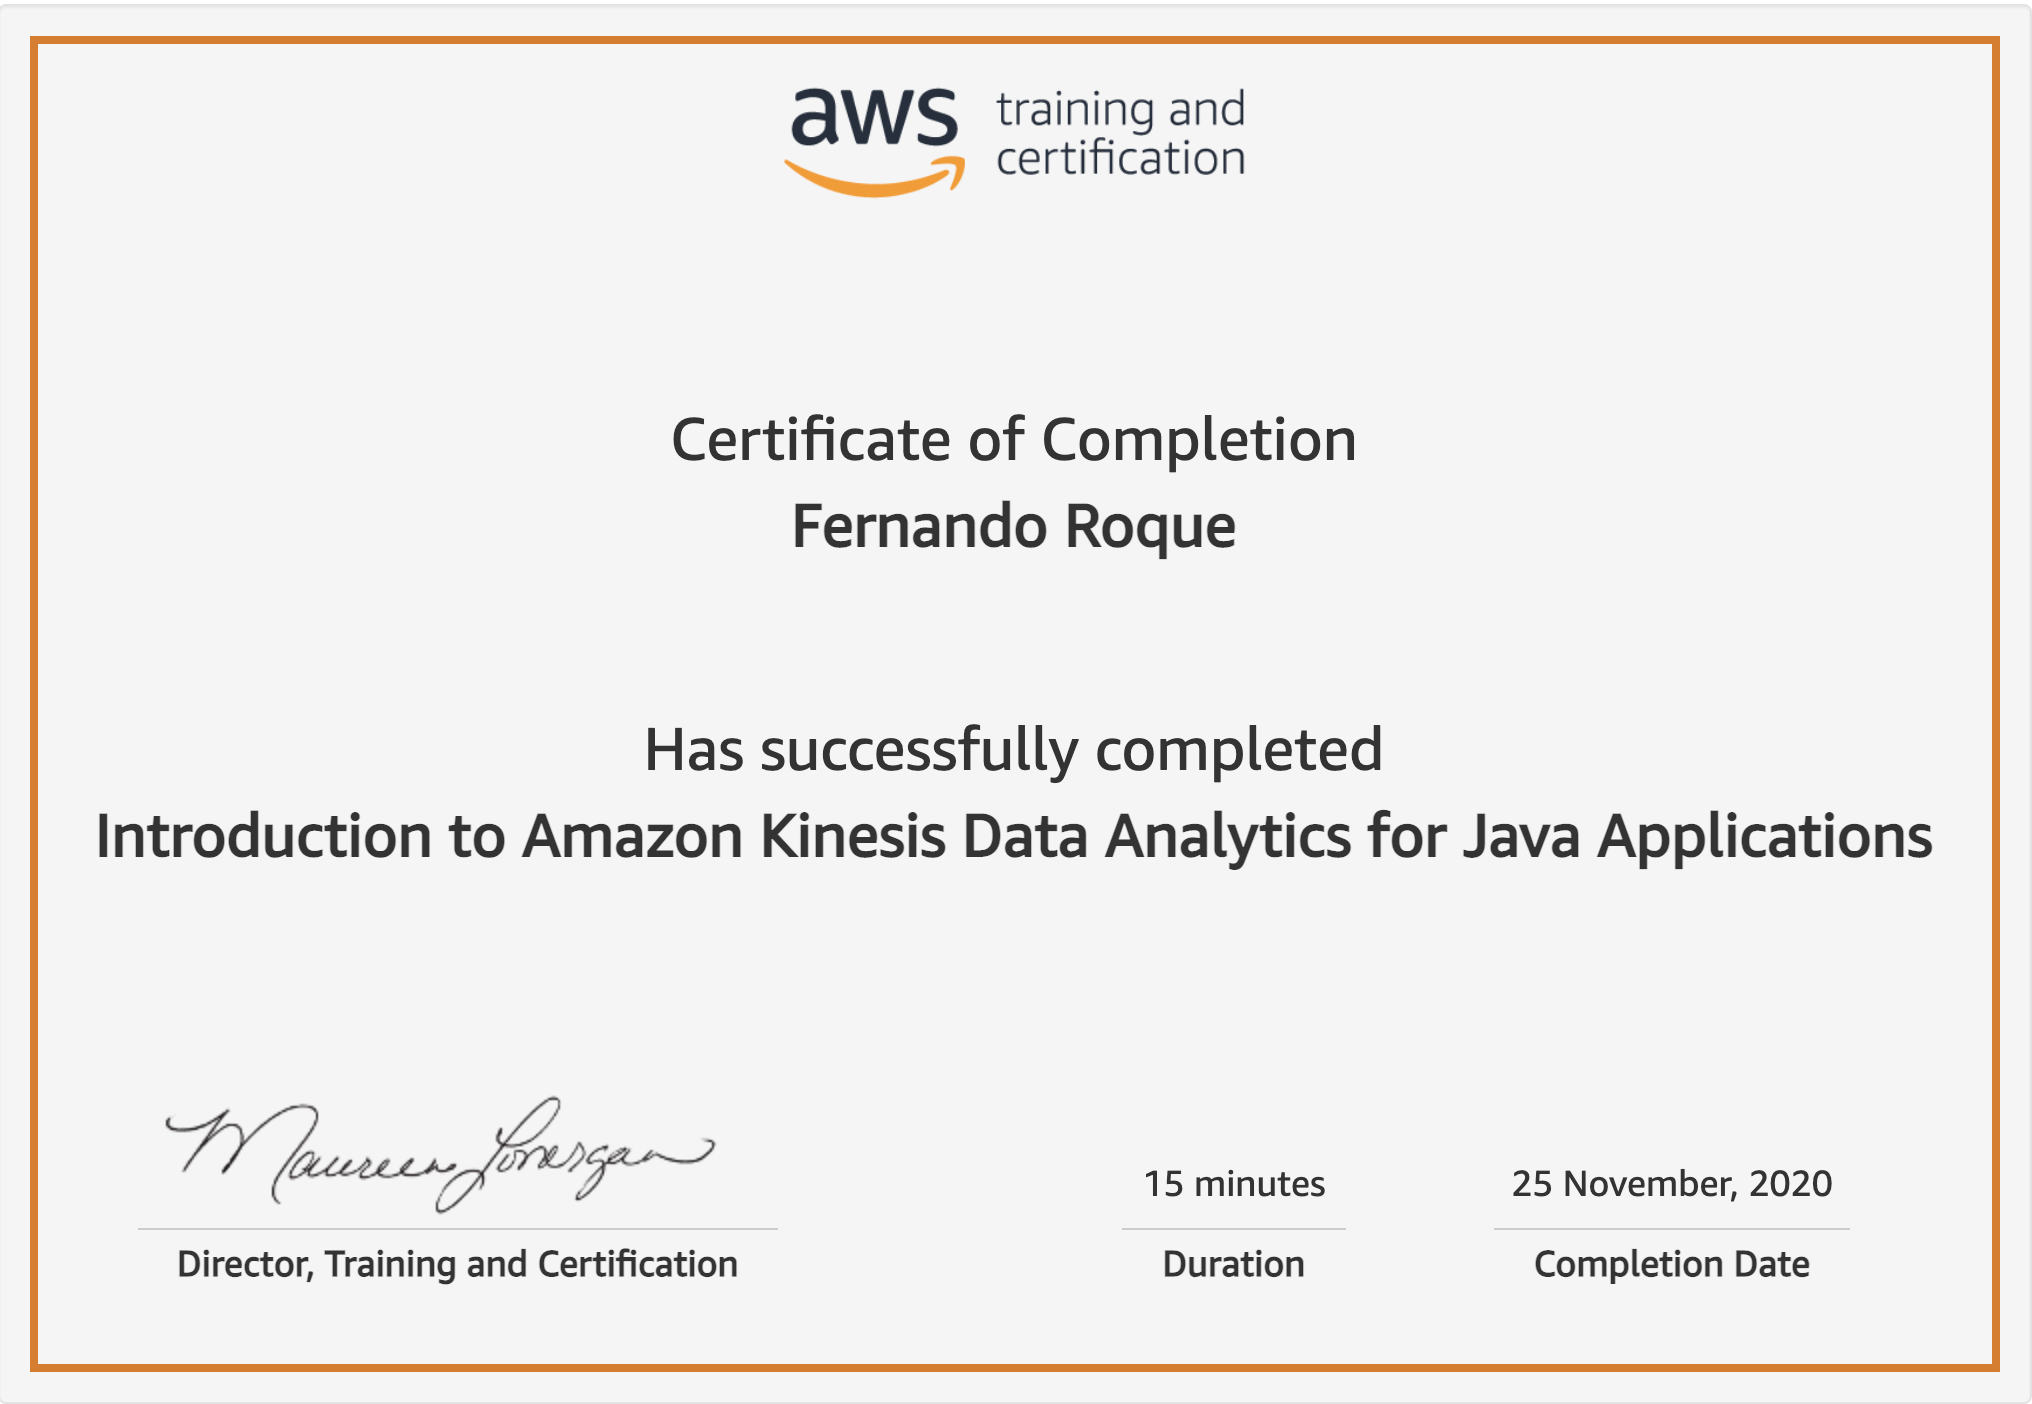 aws training and
certification
Certificate of Completion
Fernando Roque
Has successfully completed
Introduction to Amazon Kinesis Data Analytics for Java Applications
Maureen Lonergan
15 minutes
25 November, 2020
Director, Training and Certification
Duration
Completion Date